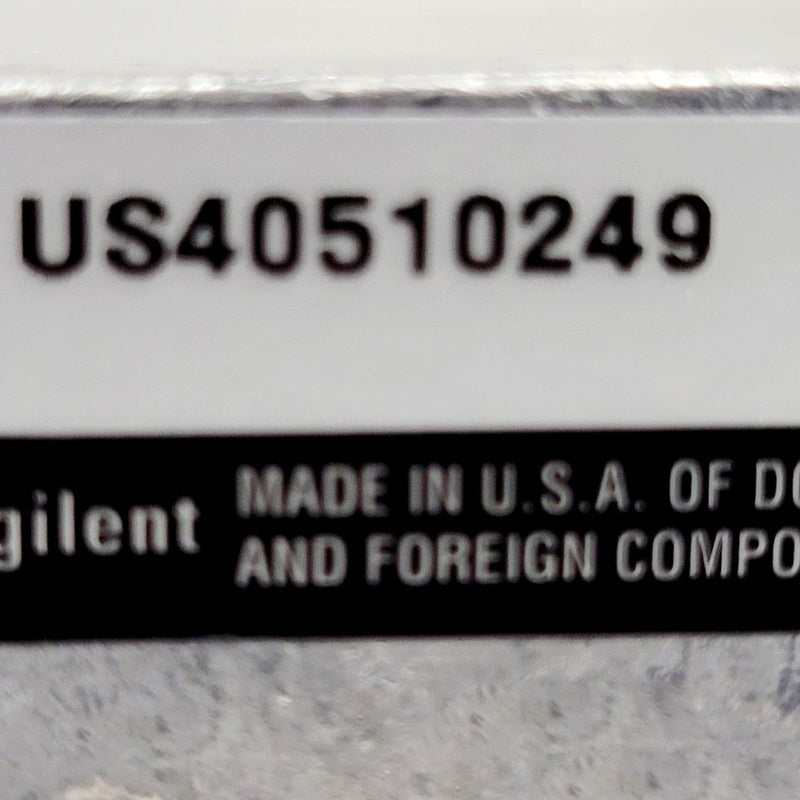 US40510249
gilent
MADE IN U.S.A. OF DO
AND FOREIGN COMPO